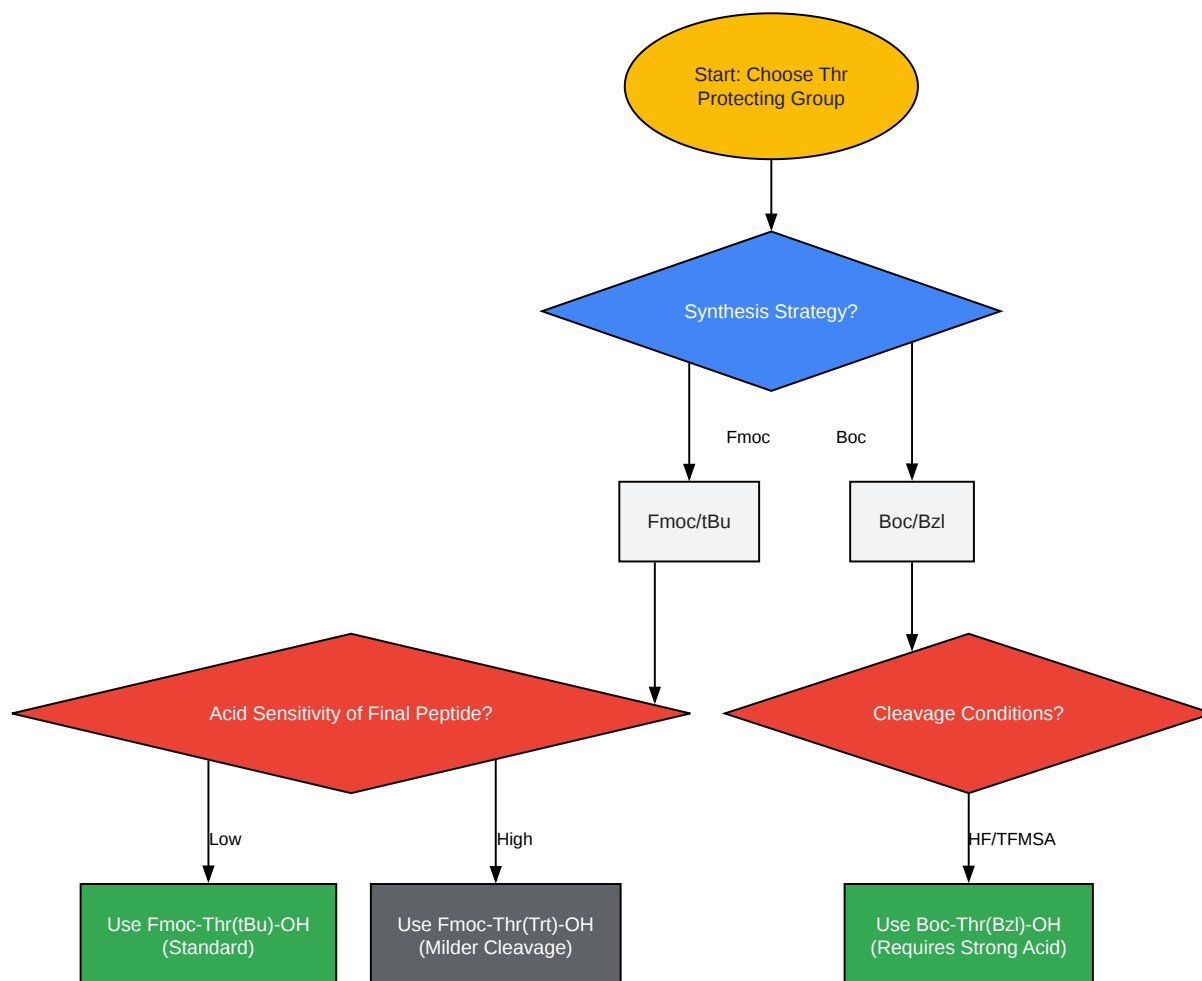 Start: Choose Thr
Protecting Group
Synthesis Strategy?
Fmoc
Boc
Fmoc/tBu
Boc/Bzl
Acid Sensitivity of Final Peptide?
Cleavage Conditions?
Low
High
HF/TFMSA
Use Fmoc-Thr(tBu)-OH
(Standard)
Use Fmoc-Thr(Trt)-OH
(Milder Cleavage)
Use Boc-Thr(Bzl)-OH
(Requires Strong Acid)